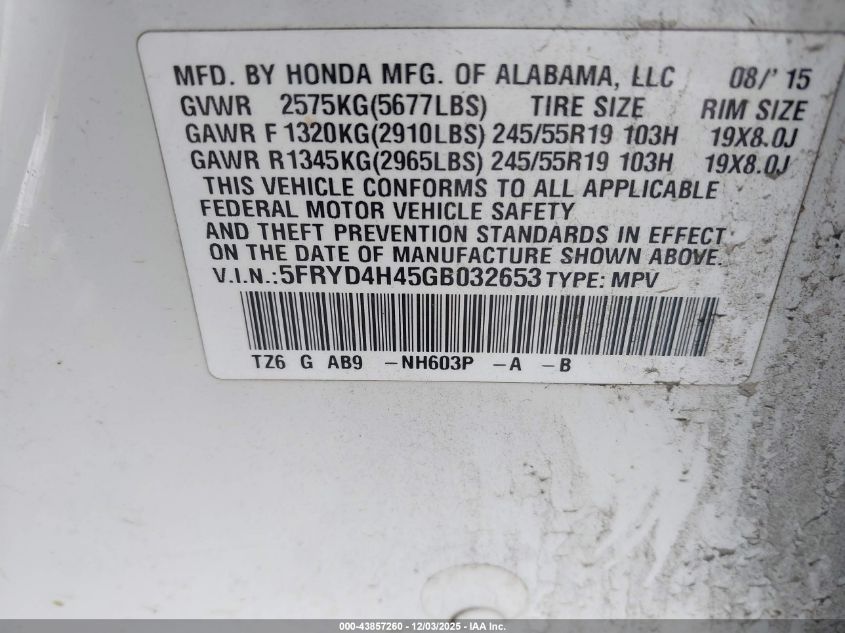 MFD. BY HONDA MFG. OF ALABAMA, LLC 08/' 15
GVWR 2575KG(5677LBS) TIRE SIZE RIM SIZE
GAWR F 1320KG(2910LBS) 245/55R19 103H 19X8.0J
GAWR R1345KG(2965LBS) 245/55R19 103H 19X8.0J
THIS VEHICLE CONFORMS TO ALL APPLICABLE
FEDERAL MOTOR VEHICLE SAFETY
AND THEFT PREVENTION STANDARDS IN EFFECT
ON THE DATE OF MANUFACTURE SHOWN ABOVE.
V.I.N.:5FRYD4H45GB032653 TYPE: MPV
TZ6 G AB9 -NH603P -A -B
000-43857260 - 12/03/2025 - IAA Inc.